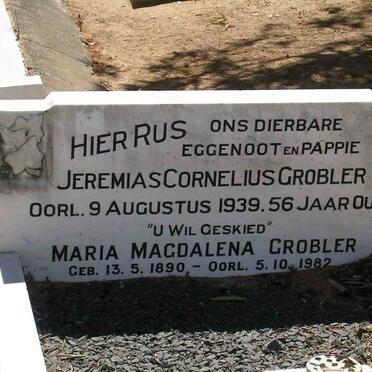 HIER RUS ONS DIERBARE
EGGENOOT EN PAPPIE
JEREMIAS CORNELIUS GROBLER
OORL. 9 AUGUSTUS 1939. 56 JAAR OU
"U WIL GESKIED"
MARIA MAGDALENA GROBLER
GEB. 13. 5. 1890 - OORL. 5. 10. 1982